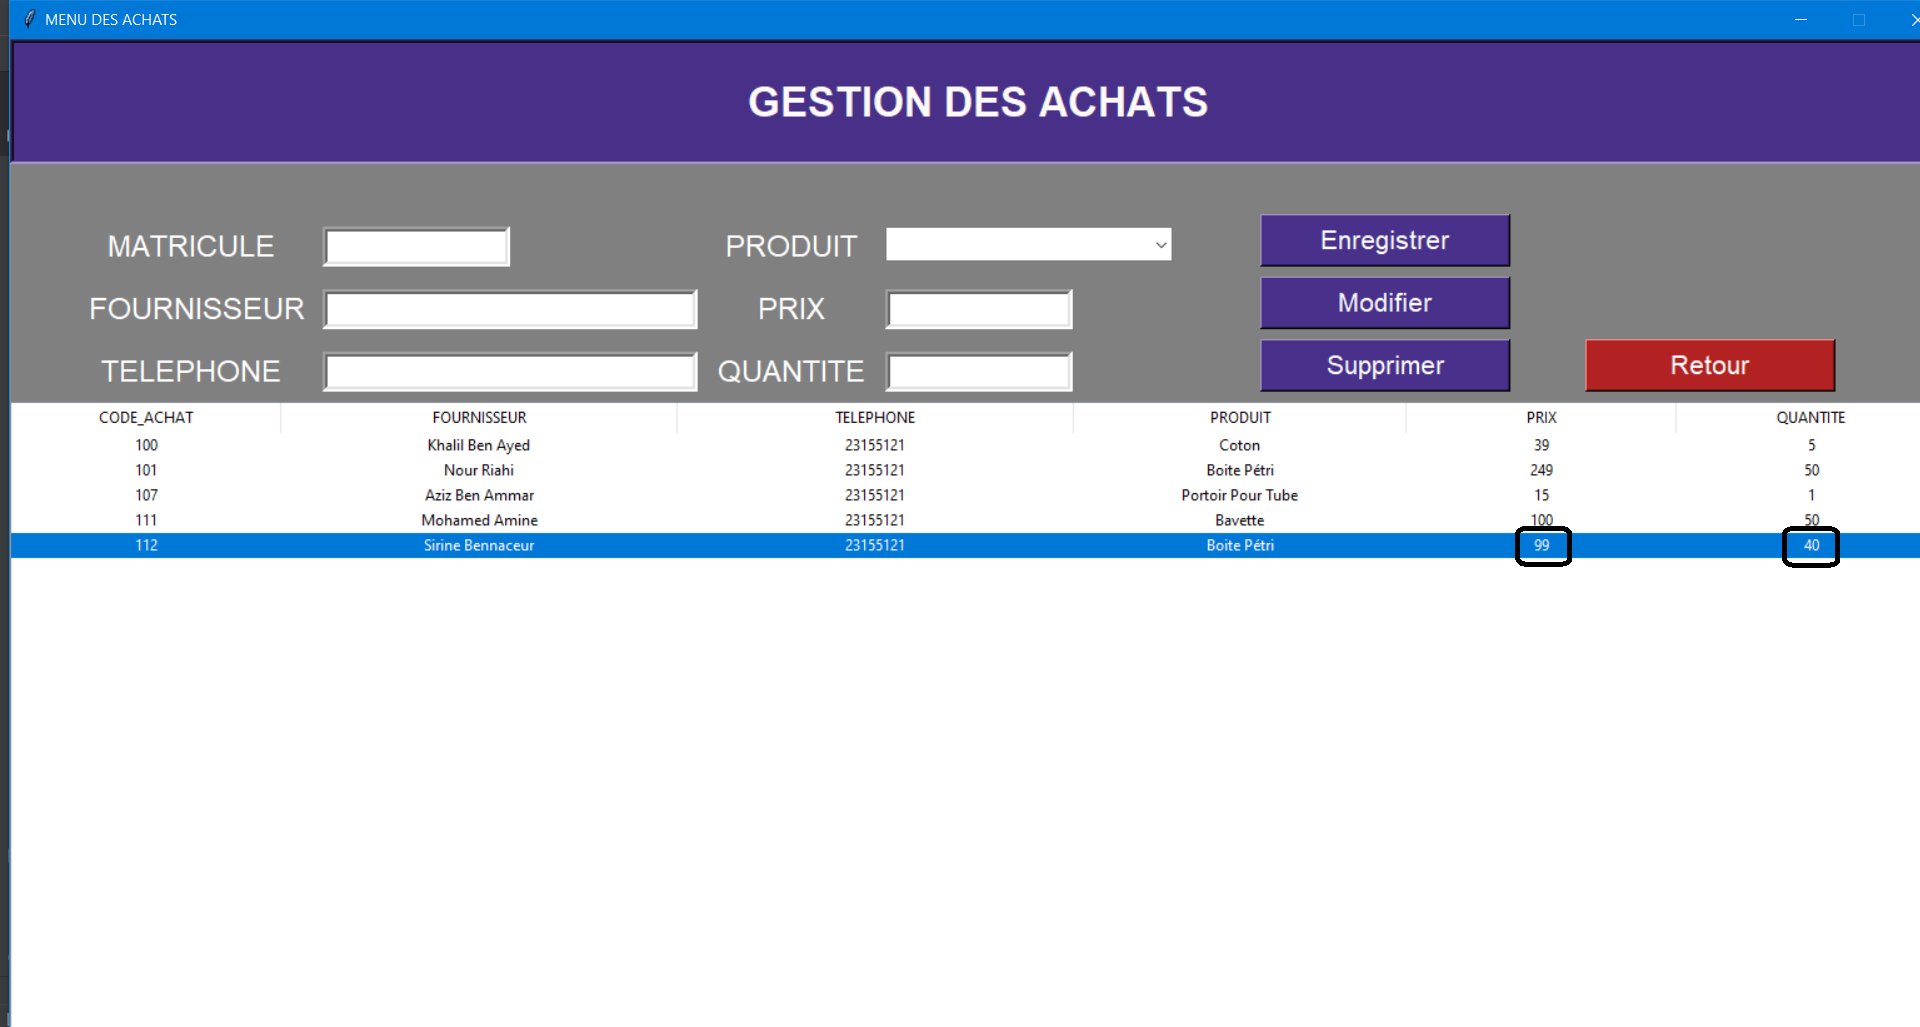 MENU DES ACHATS
GESTION DES ACHATS
MATRICULE PRODUIT Enregistrer
FOURNISSEUR PRIX Modifier
TELEPHONE QUANTITE Supprimer Retour
CODE_ACHAT FOURNISSEUR TELEPHONE PRODUIT PRIX QUANTITE
100 Khalil Ben Ayed 23155121 Coton 39 5
101 Nour Riahi 23155121 Boite Pétri 249 50
107 Aziz Ben Ammar 23155121 Portoir Pour Tube 15 1
111 Mohamed Amine 23155121 Bavette 100 50
112 Sirine Bennaceur 23155121 Boite Pétri 99 40